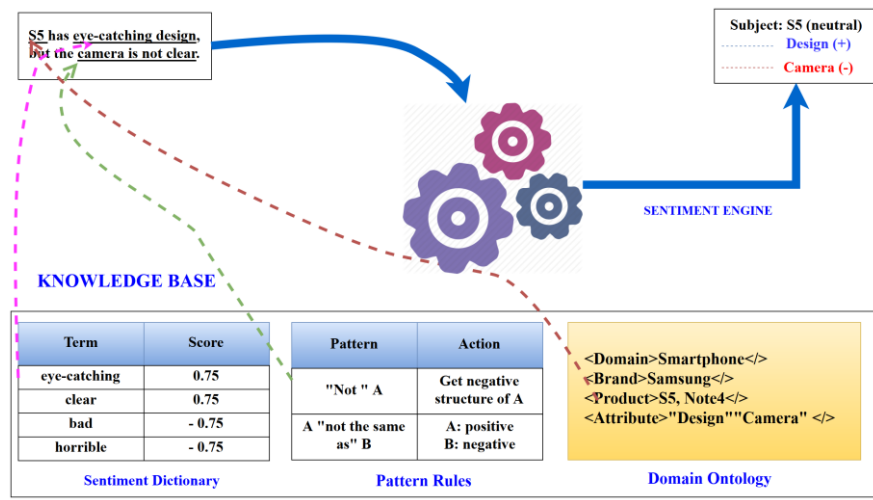 S5 has eye-catching design,
but the camera is not clear.
Subject: S5 (neutral)
Design (+)
Camera (-)
SENTIMENT ENGINE
KNOWLEDGE BASE
Term Score
eye-catching 0.75
clear 0.75
bad - 0.75
horrible - 0.75
Sentiment Dictionary
Pattern Action
"Not " A Get negative
structure of A
A "not the same
as" B
A: positive
B: negative
Pattern Rules
<Domain>Smartphone</>
<Brand>Samsung</>
<Product>S5, Note4</>
<Attribute>"Design""Camera" </>
Domain Ontology